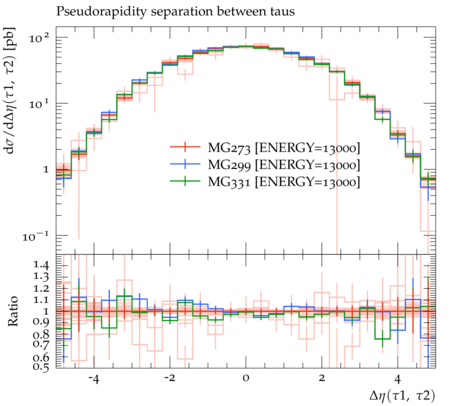 Pseudorapidity separation between taus
dσ/dΔη(τ1, τ2) [pb]
10²
10¹
1
10⁻¹
MG273 [ENERGY=13000]
MG299 [ENERGY=13000]
MG331 [ENERGY=13000]
Ratio
1.4
1.3
1.2
1.1
1
0.9
0.8
0.7
0.6
0.5
-4 -2 0 2 4
Δη(τ1, τ2)